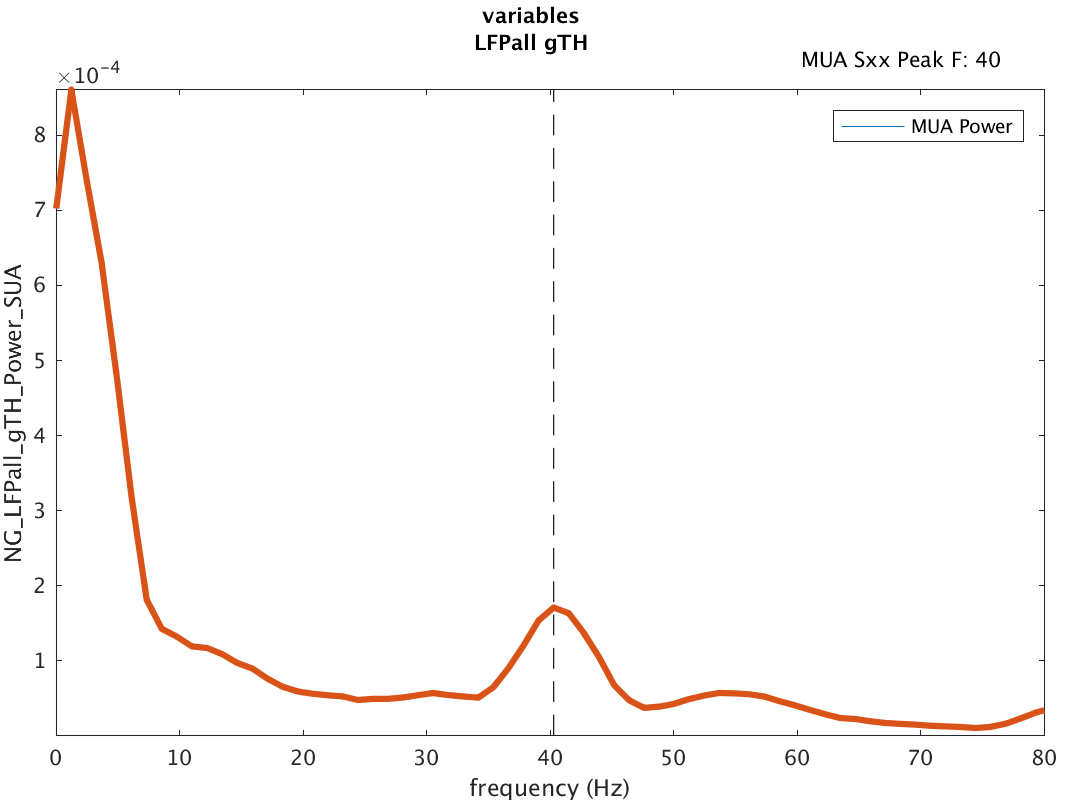 variables
LFPall gTH
MUA Sxx Peak F: 40
×10⁻⁴
MUA Power
8
7
6
5
4
3
2
1
NG_LFPall_gTH_Power_SUA
0 10 20 30 40 50 60 70 80
frequency (Hz)